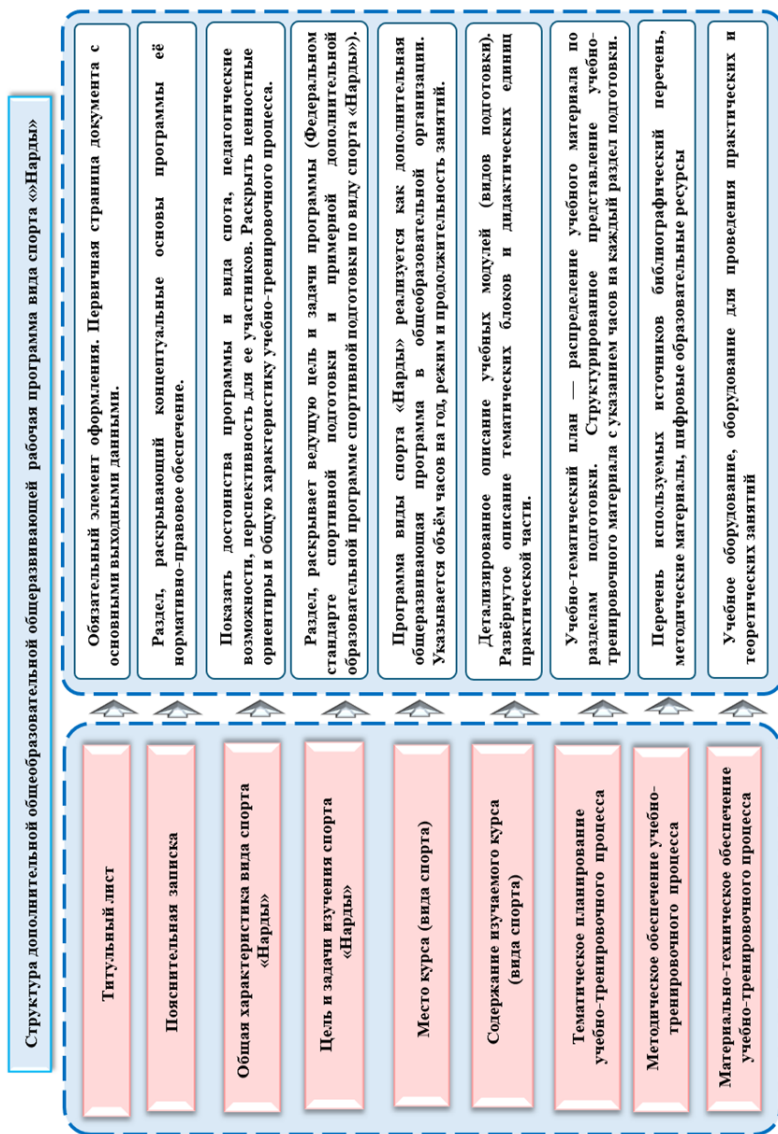 Структура дополнительной общеобразовательной общеразвивающей рабочая программа вида спорта «»Нарды»
Титульный лист
Обязательный элемент оформления. Первичная страница документа с
основными выходными данными.
Пояснительная записка
Раздел, раскрывающий концептуальные основы программы её
нормативно-правовое обеспечение.
Общая характеристика вида спорта
«Нарды»
Показать достоинства программы и вида спота, педагогические
возможности, перспективность для ее участников. Раскрыть ценностные
ориентиры и общую характеристику учебно-тренировочного процесса.
Цель и задачи изучения спорта
«Нарды»
Раздел, раскрывает ведущую цель и задачи программы (Федеральном
стандарте спортивной подготовки и примерной дополнительной
образовательной программе спортивной подготовки по виду спорта «Нарды»).
Место курса (вида спорта)
Программа виды спорта «Нарды» реализуется как дополнительная
общеразвивающая программа в общеобразовательной организации.
Указывается объём часов на год, режим и продолжительность занятий.
Содержание изучаемого курса
(вида спорта)
Детализированное описание учебных модулей (видов подготовки).
Развёрнутое описание тематических блоков и дидактических единиц
практической части.
Тематическое планирование
учебно-тренировочного процесса
Учебно-тематический план — распределение учебного материала по
разделам подготовки. Структурированное представление учебно-
тренировочного материала с указанием часов на каждый раздел подготовки.
Методическое обеспечение учебно-
тренировочного процесса
Перечень используемых источников библиографический перечень,
методические материалы, цифровые образовательные ресурсы
Материально-техническое обеспечение
учебно-тренировочного процесса
Учебное оборудование, оборудование для проведения практических и
теоретических занятий